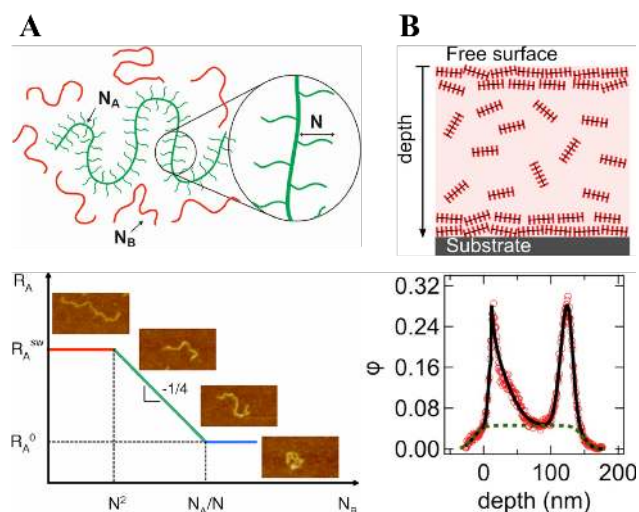 A
N_A
N
N_B
R_A
R_A^sw
-1/4
R_A^0
N^2
N_A/N
N_B
B
Free surface
depth
Substrate
0.32
0.24
φ
0.16
0.08
0.00
0
100
200
depth (nm)